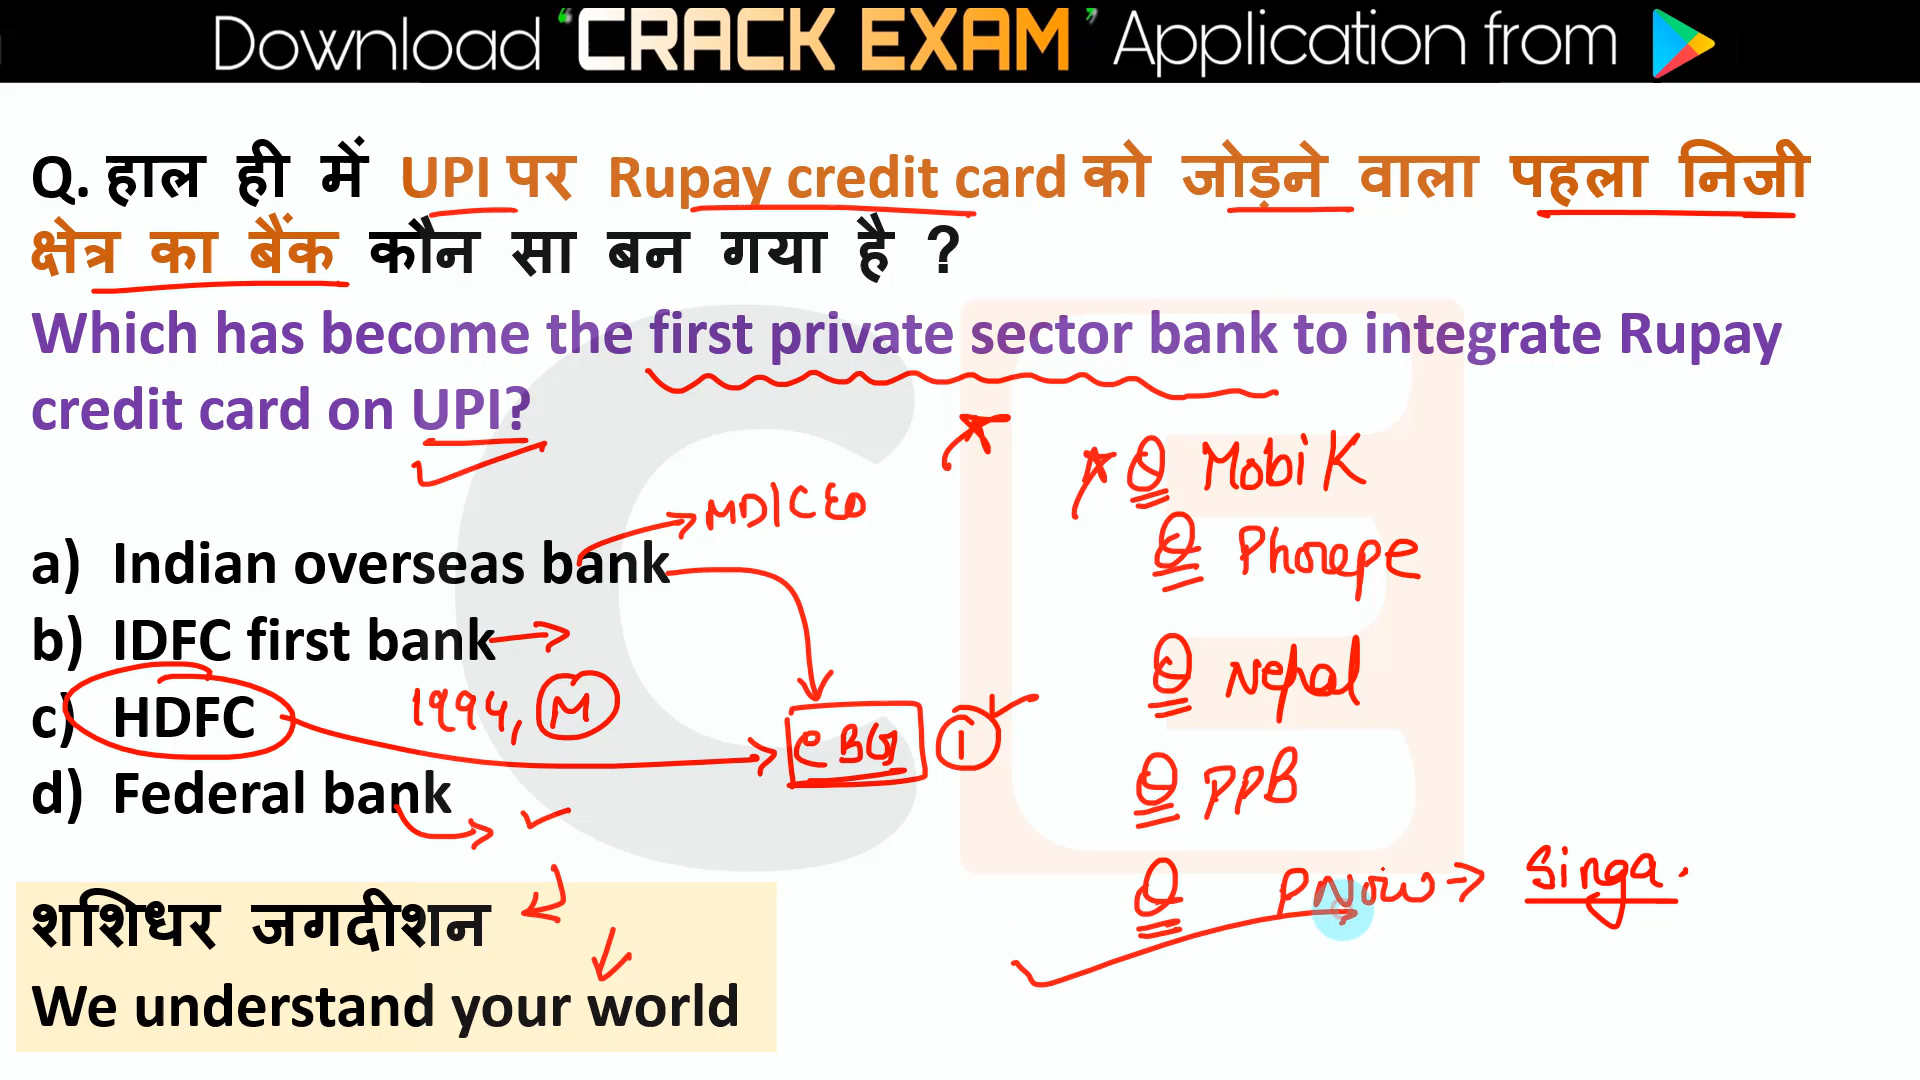 Download "CRACK EXAM" Application from
Q. हाल ही में UPI पर Rupay credit card को जोड़ने वाला पहला निजी
क्षेत्र का बैंक कौन सा बन गया है ?
Which has become the first private sector bank to integrate Rupay
credit card on UPI?
a) Indian overseas bank
b) IDFC first bank
c) HDFC
d) Federal bank
शशिधर जगदीशन
We understand your world
MD/CEO
1994, M
eBG 1
Q MobiK
Q Phonepe
Q Nepal
Q PPB
Q PNow → Singa.